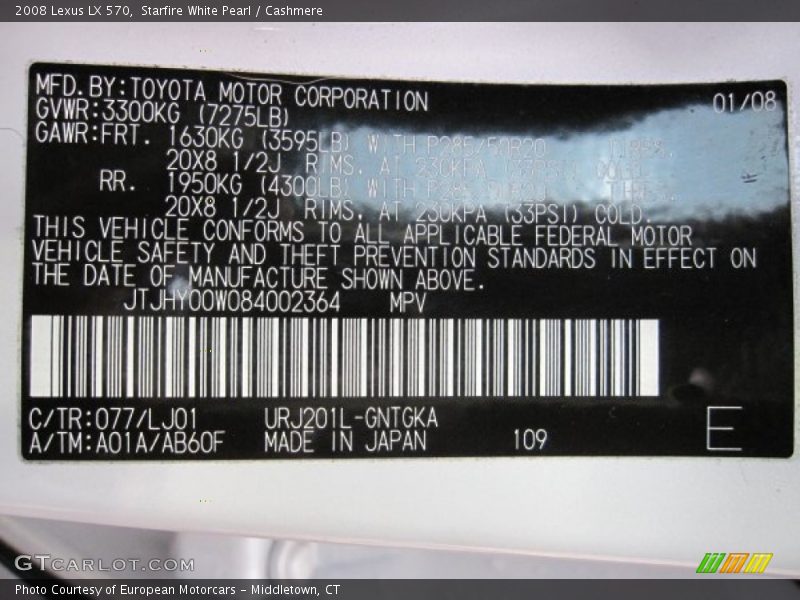 2008 Lexus LX 570, Starfire White Pearl / Cashmere
MFD. BY: TOYOTA MOTOR CORPORATION 01/08
GVWR: 3300KG (7275LB)
GAWR: FRT. 1630KG (3595LB) WITH P285/50R20 TIRES,
20X8 1/2J RIMS, AT 230KPA (33PSI) COLD.
RR. 1950KG (4300LB) WITH P285/50R20 TIRES,
20X8 1/2J RIMS, AT 230KPA (33PSI) COLD.
THIS VEHICLE CONFORMS TO ALL APPLICABLE FEDERAL MOTOR
VEHICLE SAFETY AND THEFT PREVENTION STANDARDS IN EFFECT ON
THE DATE OF MANUFACTURE SHOWN ABOVE.
JTJHY00W084002364 MPV
C/TR: 077/LJ01 URJ201L-GNTGKA
A/TM: A01A/AB60F MADE IN JAPAN 109 E
GTCARLOT.COM
Photo Courtesy of European Motorcars - Middletown, CT